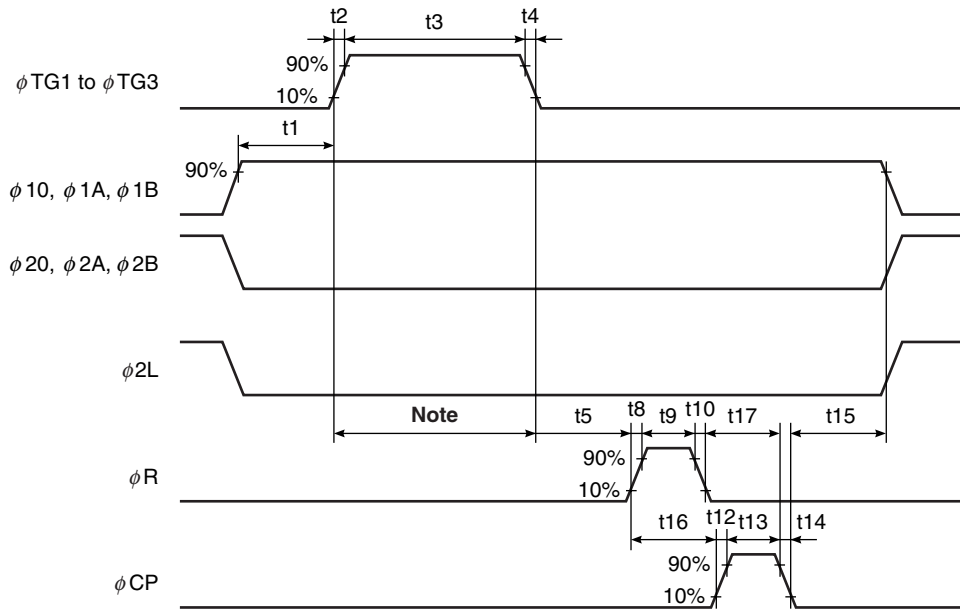 t2 t3 t4
90%
φTG1 to φTG3
10%
t1
90%
φ10, φ1A, φ1B
φ20, φ2A, φ2B
φ2L
Note t5 t8 t9 t10 t17 t15
90%
φR
10%
t16 t12 t13 t14
90%
φCP
10%